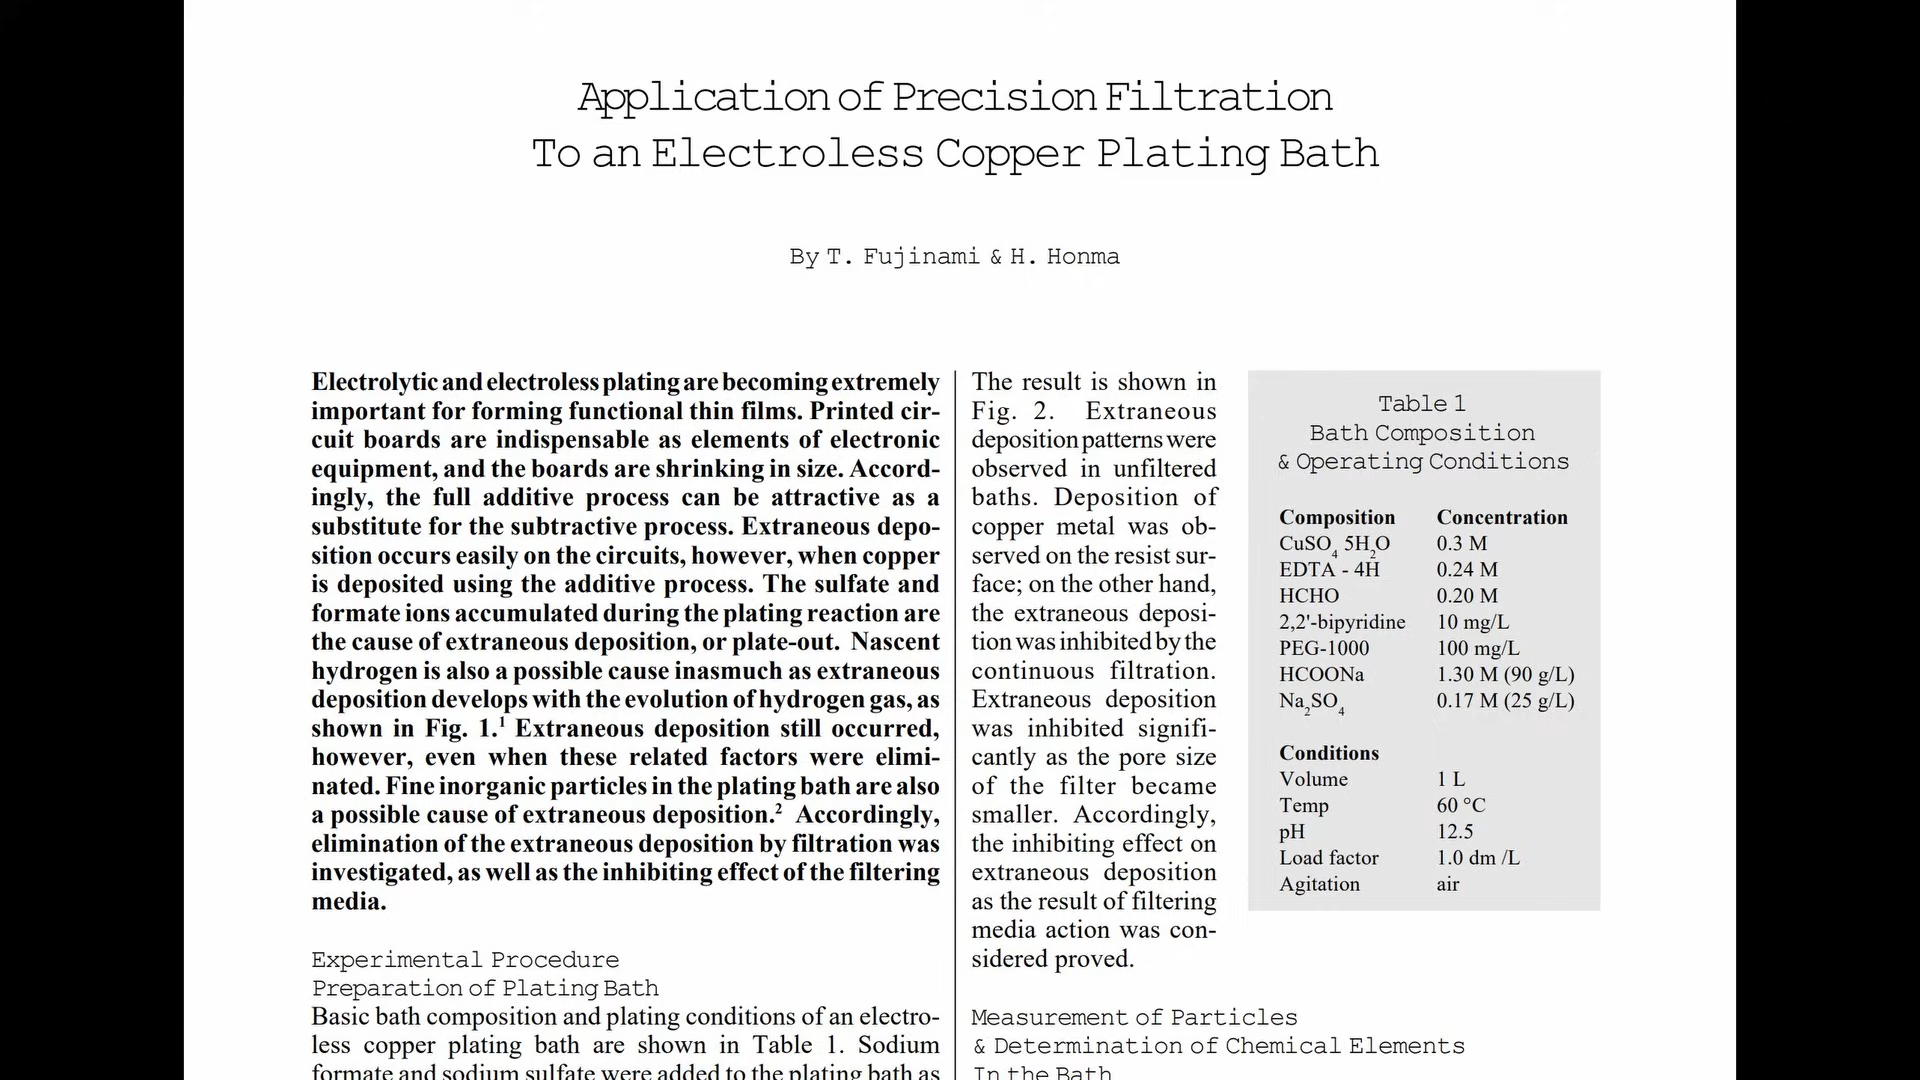 Application of Precision Filtration
To an Electroless Copper Plating Bath
By T. Fujinami & H. Honma
Electrolytic and electroless plating are becoming extremely
important for forming functional thin films. Printed cir-
cuit boards are indispensable as elements of electronic
equipment, and the boards are shrinking in size. Accord-
ingly, the full additive process can be attractive as a
substitute for the subtractive process. Extraneous depo-
sition occurs easily on the circuits, however, when copper
is deposited using the additive process. The sulfate and
formate ions accumulated during the plating reaction are
the cause of extraneous deposition, or plate-out. Nascent
hydrogen is also a possible cause inasmuch as extraneous
deposition develops with the evolution of hydrogen gas, as
shown in Fig. 1.¹ Extraneous deposition still occurred,
however, even when these related factors were elimi-
nated. Fine inorganic particles in the plating bath are also
a possible cause of extraneous deposition.² Accordingly,
elimination of the extraneous deposition by filtration was
investigated, as well as the inhibiting effect of the filtering
media.
Experimental Procedure
Preparation of Plating Bath
Basic bath composition and plating conditions of an electro-
less copper plating bath are shown in Table 1. Sodium
formate and sodium sulfate were added to the plating bath as
The result is shown in
Fig. 2. Extraneous
deposition patterns were
observed in unfiltered
baths. Deposition of
copper metal was ob-
served on the resist sur-
face; on the other hand,
the extraneous deposi-
tion was inhibited by the
continuous filtration.
Extraneous deposition
was inhibited signifi-
cantly as the pore size
of the filter became
smaller. Accordingly,
the inhibiting effect on
extraneous deposition
as the result of filtering
media action was con-
sidered proved.
Measurement of Particles
& Determination of Chemical Elements
In the Bath
Table 1
Bath Composition
& Operating Conditions
Composition Concentration
CuSO₄ 5H₂O 0.3 M
EDTA - 4H 0.24 M
HCHO 0.20 M
2,2'-bipyridine 10 mg/L
PEG-1000 100 mg/L
HCOONa 1.30 M (90 g/L)
Na₂SO₄ 0.17 M (25 g/L)
Conditions
Volume 1 L
Temp 60 °C
pH 12.5
Load factor 1.0 dm /L
Agitation air